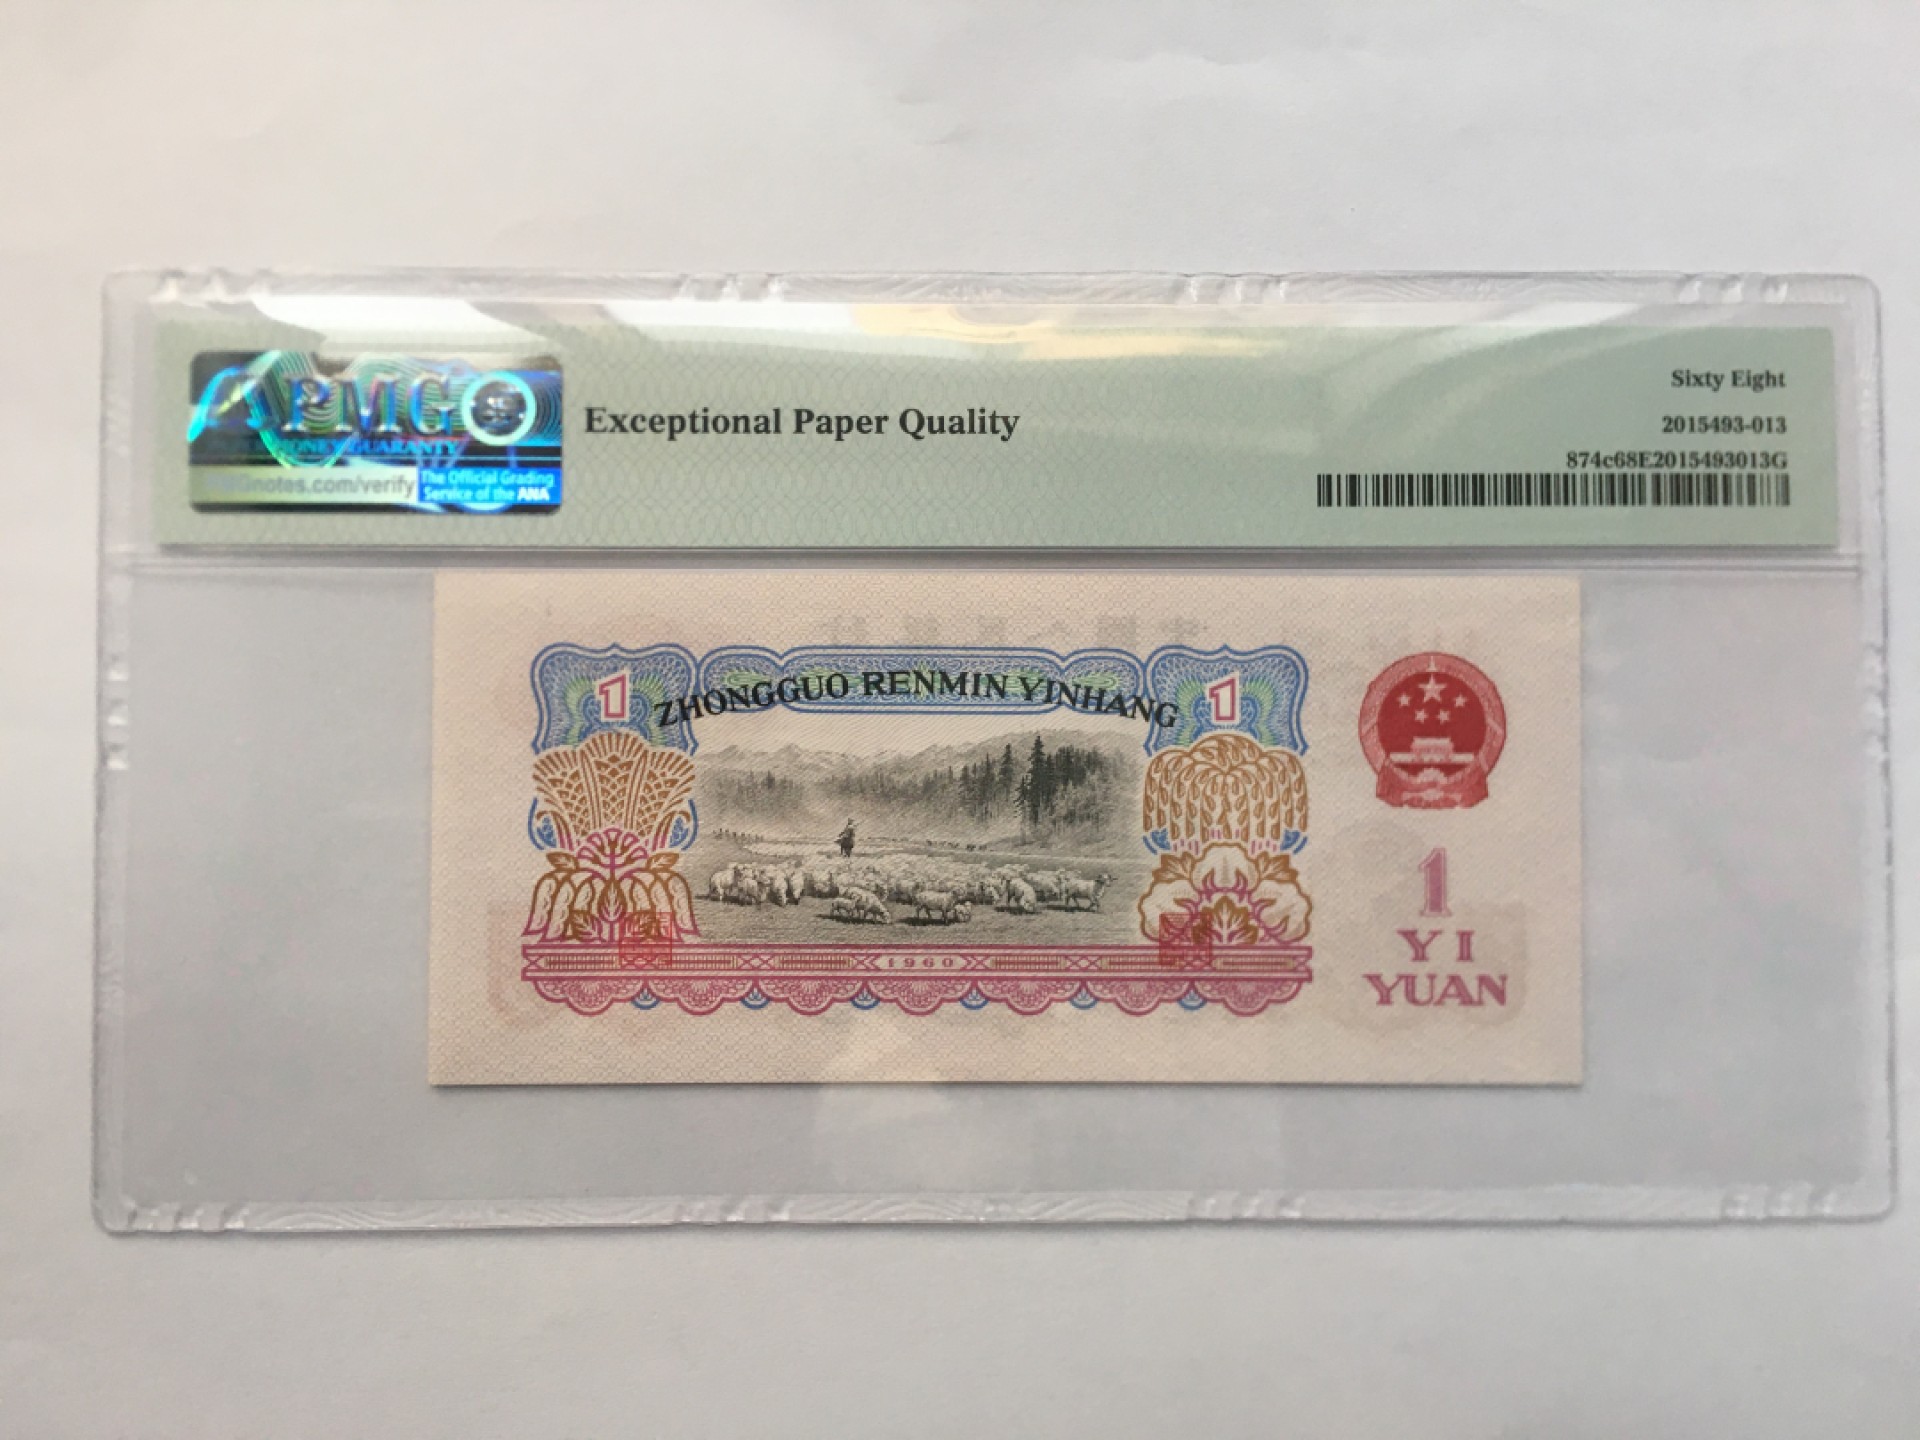 PMG
MONEY GUARANTY
notes.com/verify
The Official Grading
Service of the ANA
Exceptional Paper Quality
Sixty Eight
2015493-013
874c68E2015493013G
1
ZHONGGUO RENMIN YINHANG
1
1960
1
YI
YUAN